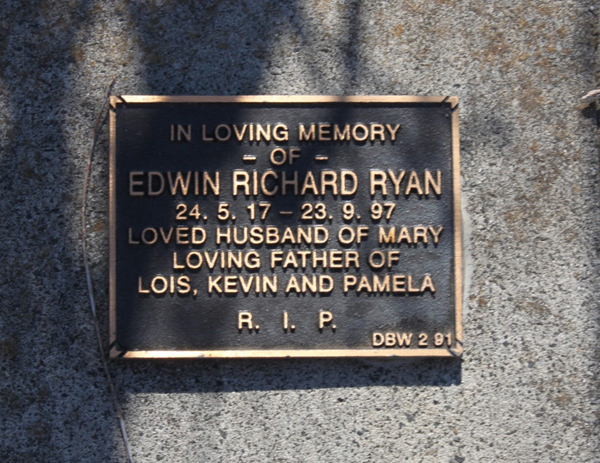 IN LOVING MEMORY
– OF –
EDWIN RICHARD RYAN
24. 5. 17 – 23. 9. 97
LOVED HUSBAND OF MARY
LOVING FATHER OF
LOIS, KEVIN AND PAMELA
R. I. P.
DBW 2 91